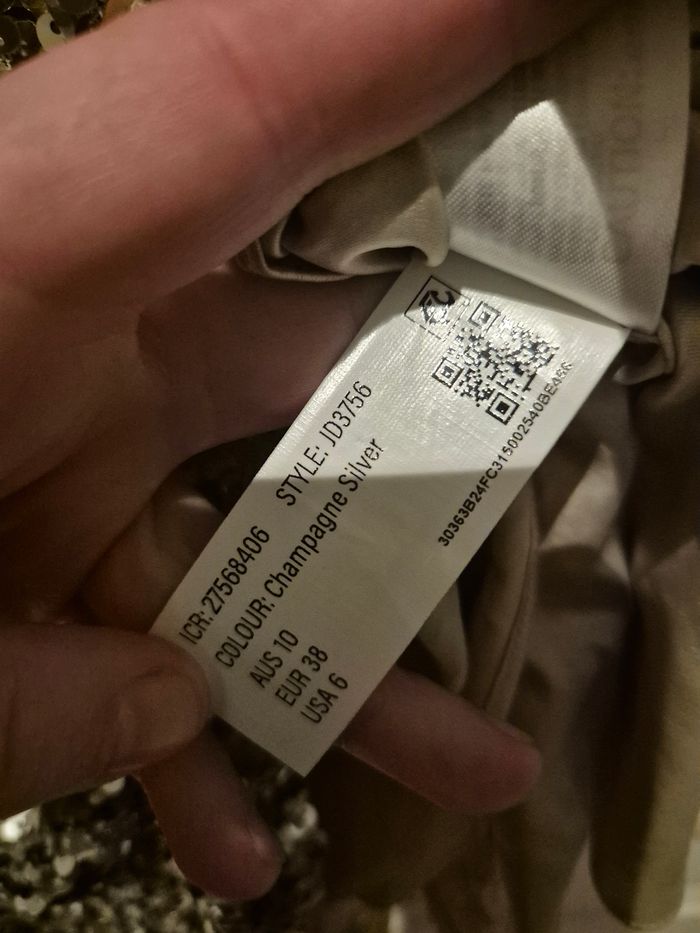 ICR: 27568406 STYLE: JD3756
COLOUR: Champagne Silver
AUS 10
EUR 38
USA 6